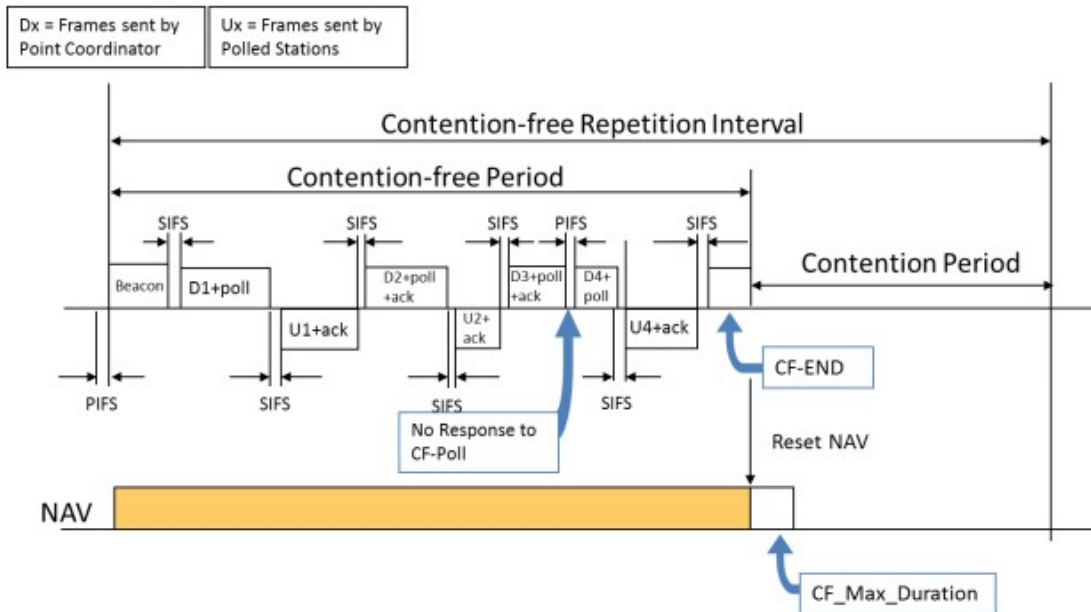 Dx = Frames sent by
Point Coordinator
Ux = Frames sent by
Polled Stations
Contention-free Repetition Interval
Contention-free Period
SIFS
SIFS
SIFS
PIFS
SIFS
Contention Period
Beacon
D1+poll
D2+poll
+ack
D3+poll
+ack
D4+
poll
U1+ack
U2+
ack
U4+ack
CF-END
PIFS
SIFS
SIFS
SIFS
No Response to
CF-Poll
Reset NAV
NAV
CF_Max_Duration